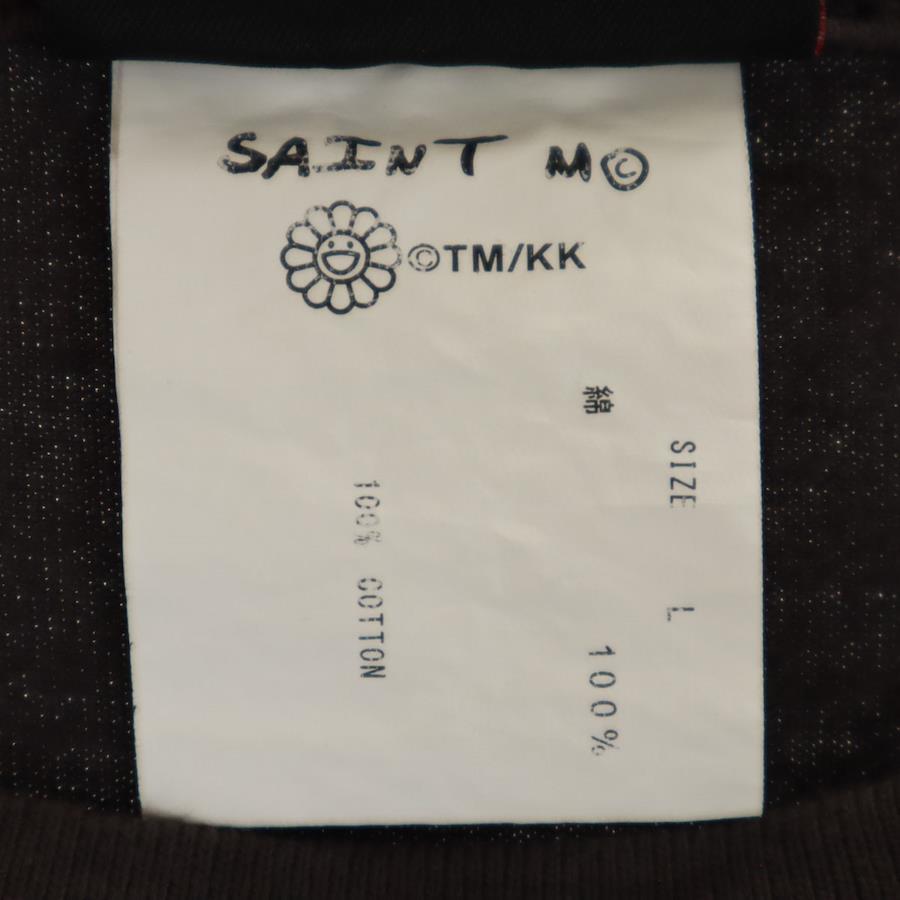 SAINT M©
©TM/KK
SIZE L
綿 100%
100% COTTON